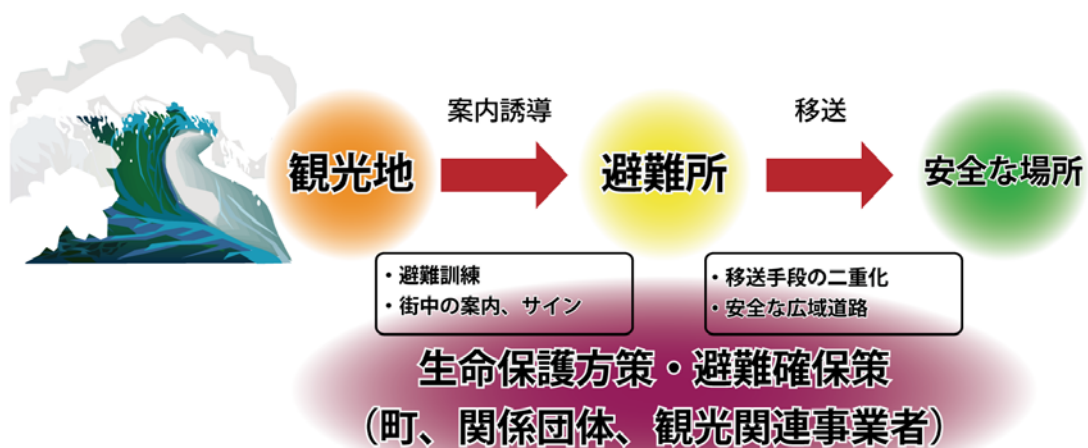 案内誘導
移送
観光地
避難所
安全な場所
・避難訓練
・街中の案内、サイン
・移送手段の二重化
・安全な広域道路
生命保護方策・避難確保策
（町、関係団体、観光関連事業者）